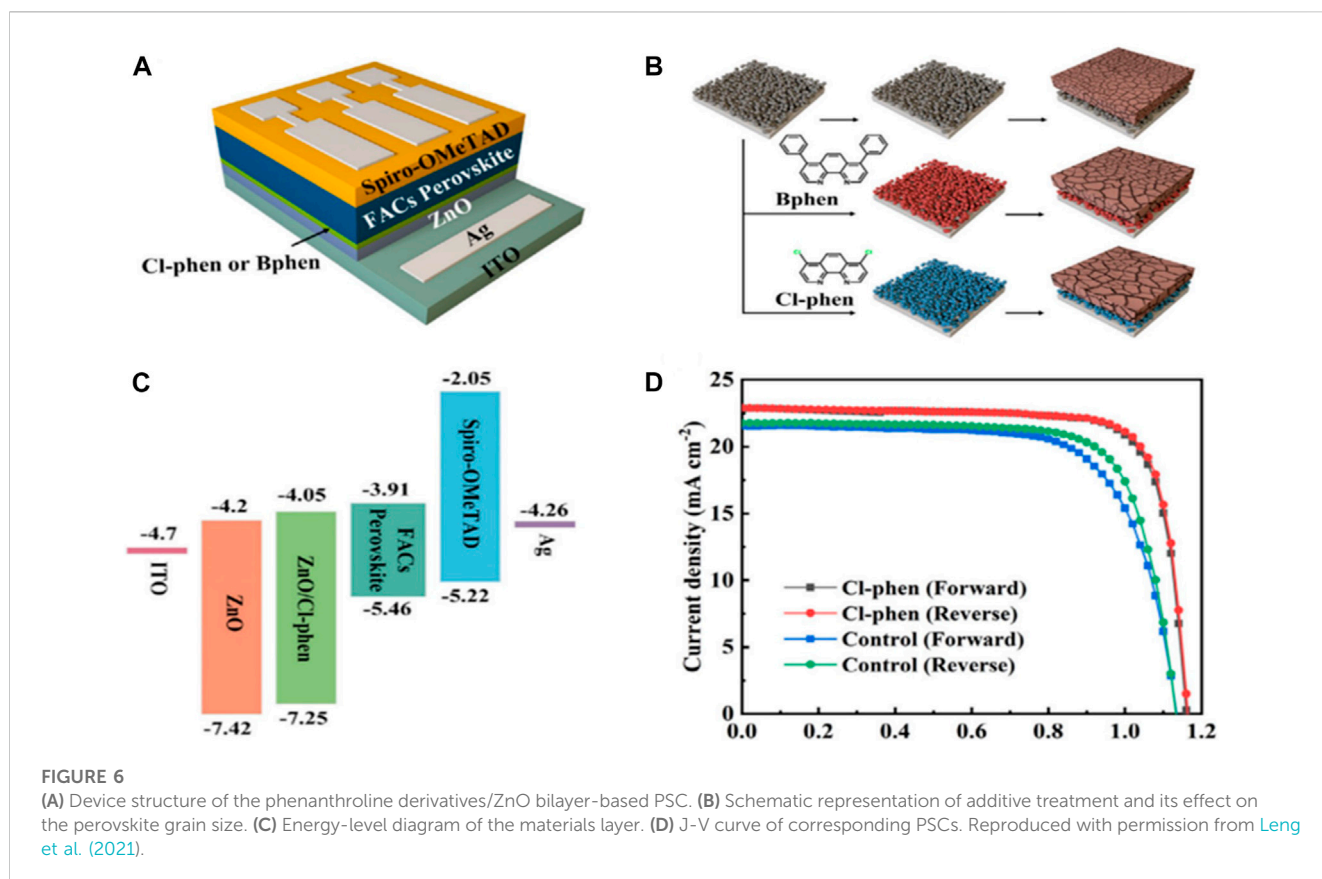 A
Spiro-OMeTAD
FACs Perovskite
ZnO
Ag
ITO
Cl-phen or Bphen
B
N N
Bphen
Cl Cl
N N
Cl-phen
C
-4.7
ITO
-4.2
ZnO
-7.42
-4.05
ZnO/Cl-phen
-7.25
-3.91
FACs
Perovskite
-5.46
-2.05
Spiro-OMeTAD
-5.22
-4.26
Ag
D
Current density (mA cm⁻²)
25
20
15
10
5
0
Cl-phen (Forward)
Cl-phen (Reverse)
Control (Forward)
Control (Reverse)
0.0 0.2 0.4 0.6 0.8 1.0 1.2
FIGURE 6
(A) Device structure of the phenanthroline derivatives/ZnO bilayer-based PSC. (B) Schematic representation of additive treatment and its effect on
the perovskite grain size. (C) Energy-level diagram of the materials layer. (D) J-V curve of corresponding PSCs. Reproduced with permission from Leng
et al. (2021).